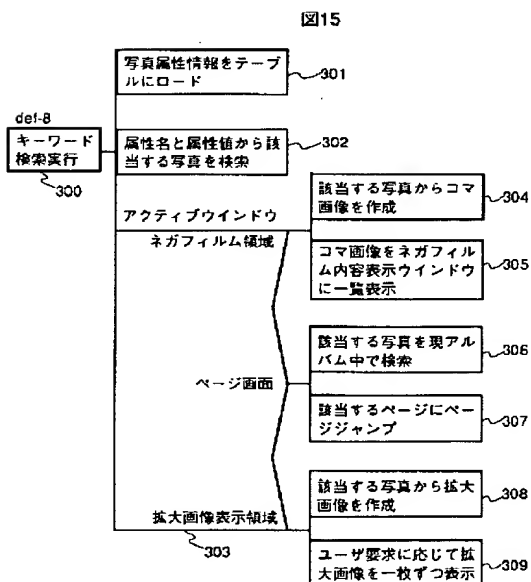 図15
写真属性情報をテーブ
ルにロード
301
def-8
キーワード
検索実行
300
属性名と属性値から該
当する写真を検索
302
アクティブウインドウ
ネガフィルム領域
該当する写真からコマ
画像を作成
304
コマ画像をネガフィル
ム内容表示ウインドウ
に一覧表示
305
ページ画面
該当する写真を現アル
バム中で検索
306
該当するページにペー
ジジャンプ
307
拡大画像表示領域
303
該当する写真から拡大
画像を作成
308
ユーザ要求に応じて拡
大画像を一枚ずつ表示
309